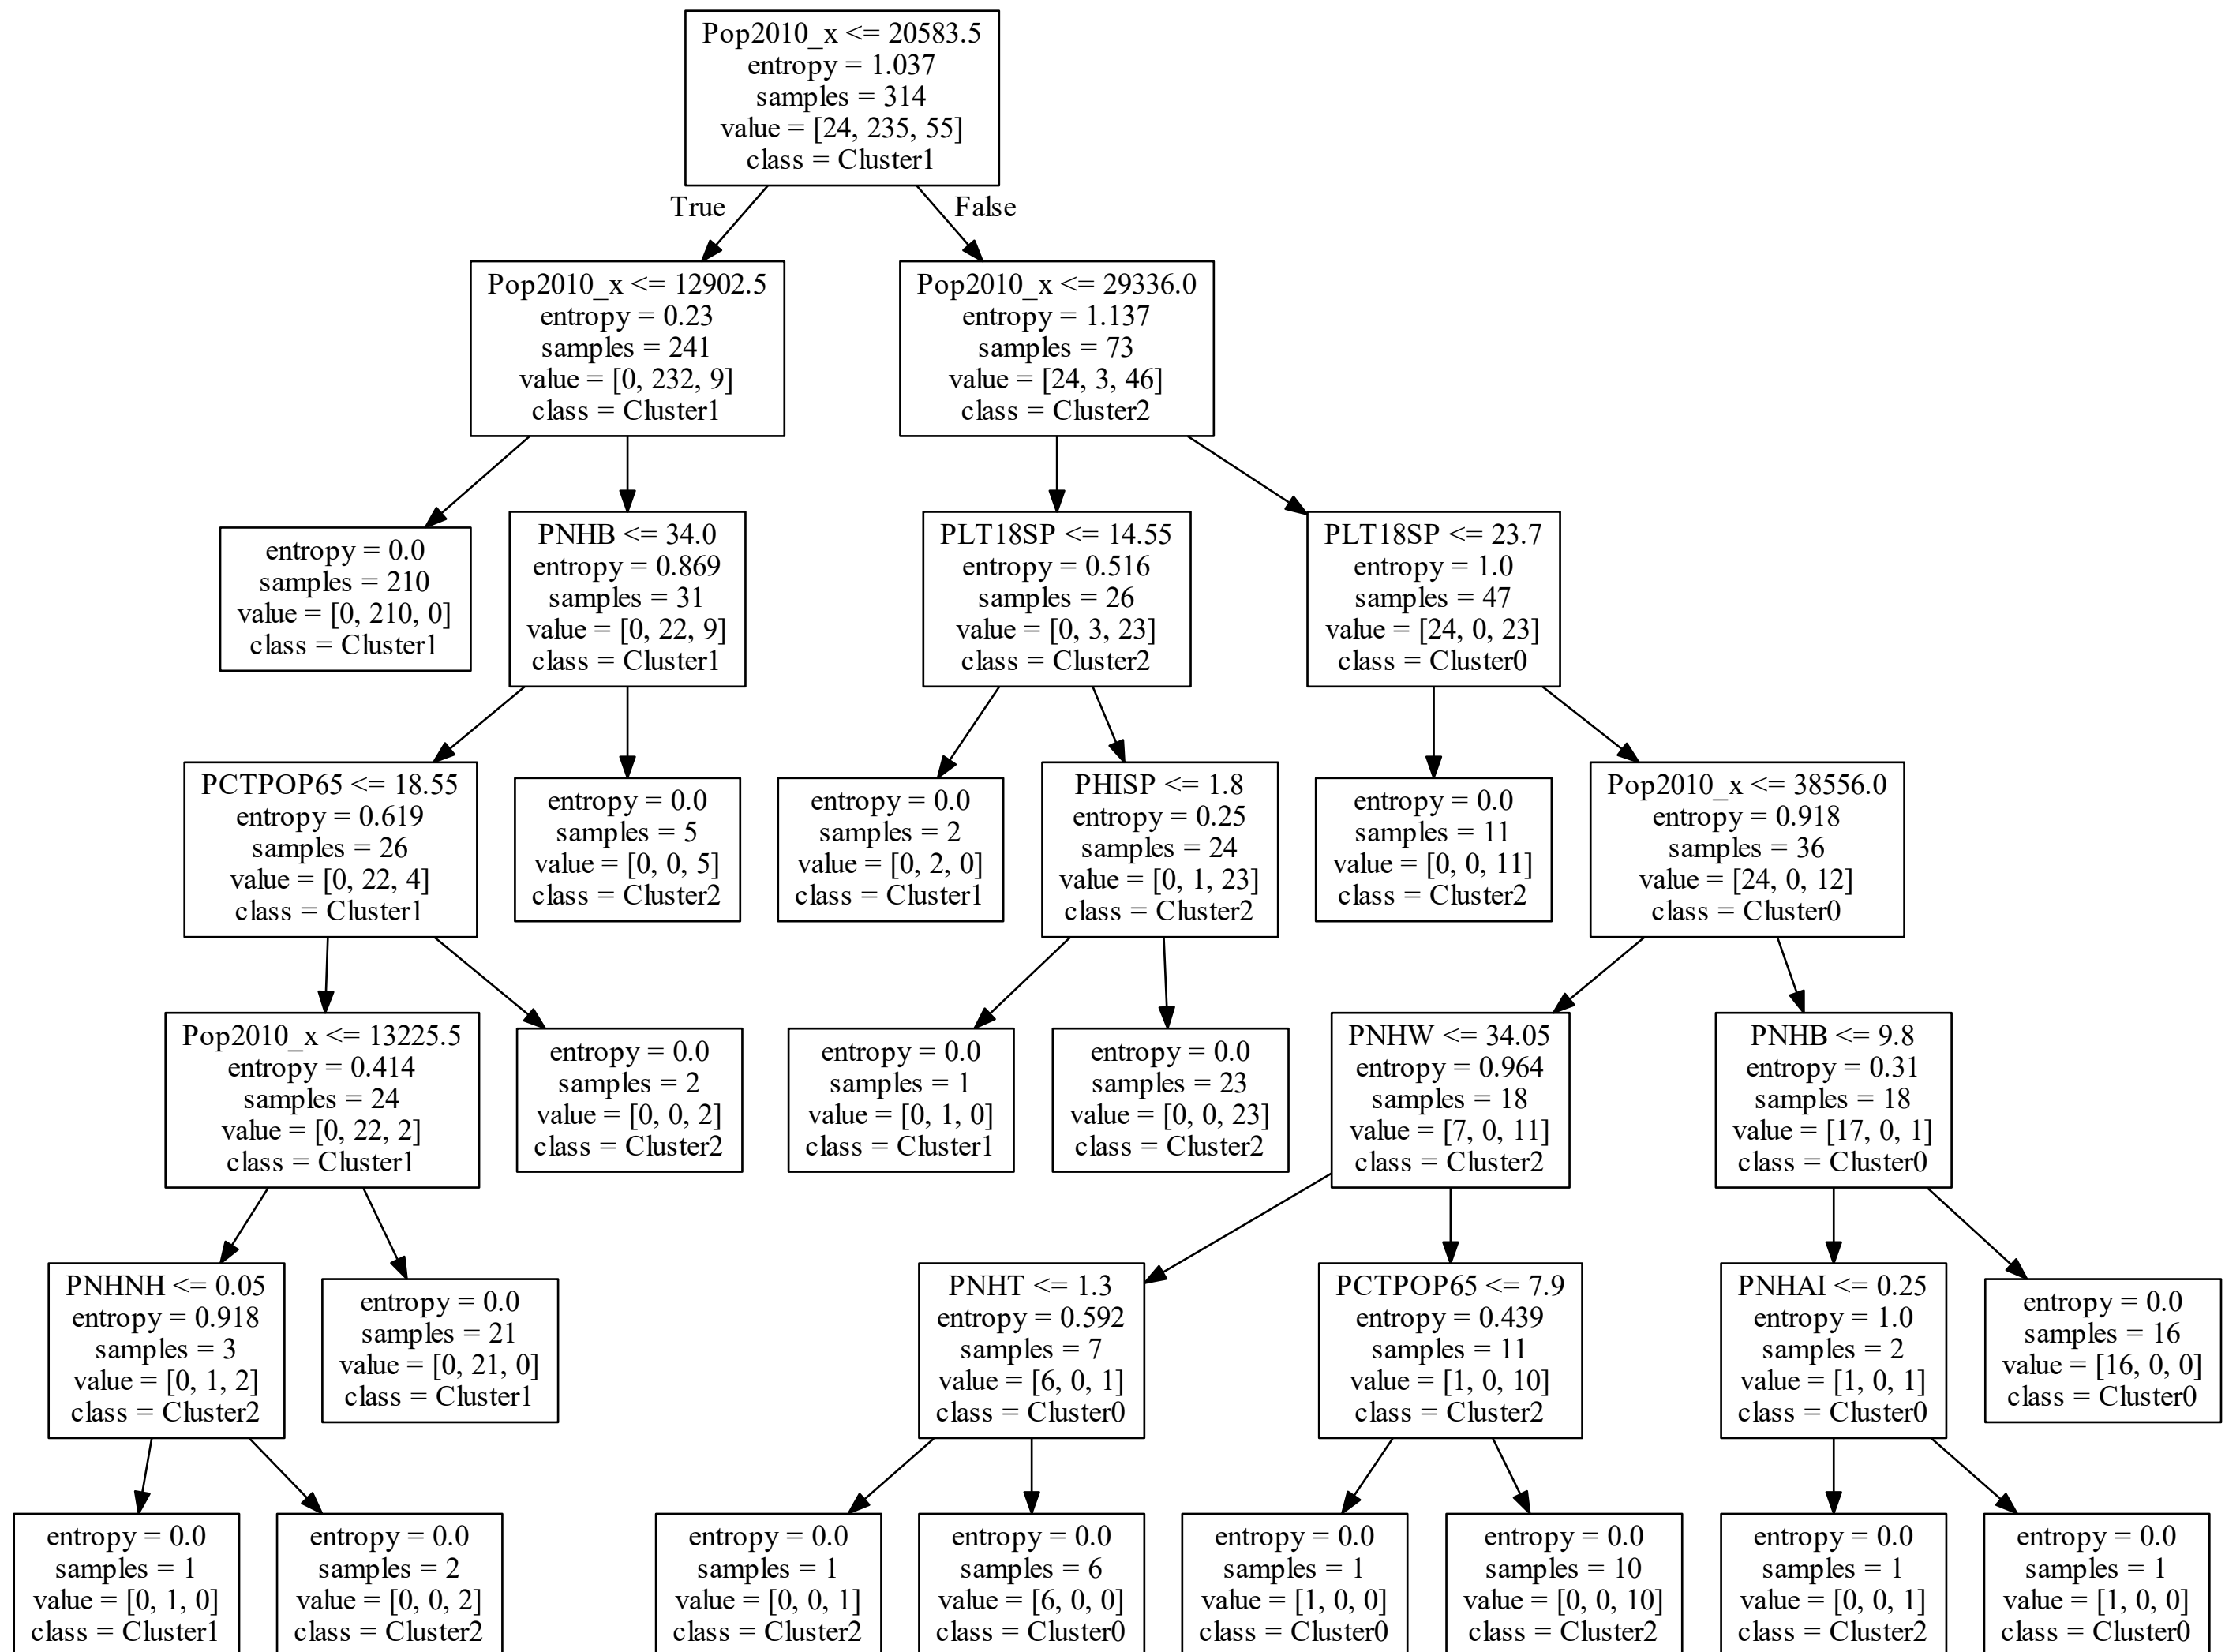 Pop2010_x <= 20583.5
entropy = 1.037
samples = 314
value = [24, 235, 55]
class = Cluster1
True
False
Pop2010_x <= 12902.5
entropy = 0.23
samples = 241
value = [0, 232, 9]
class = Cluster1
Pop2010_x <= 29336.0
entropy = 1.137
samples = 73
value = [24, 3, 46]
class = Cluster2
entropy = 0.0
samples = 210
value = [0, 210, 0]
class = Cluster1
PNHB <= 34.0
entropy = 0.869
samples = 31
value = [0, 22, 9]
class = Cluster1
PLT18SP <= 14.55
entropy = 0.516
samples = 26
value = [0, 3, 23]
class = Cluster2
PLT18SP <= 23.7
entropy = 1.0
samples = 47
value = [24, 0, 23]
class = Cluster0
PCTPOP65 <= 18.55
entropy = 0.619
samples = 26
value = [0, 22, 4]
class = Cluster1
entropy = 0.0
samples = 5
value = [0, 0, 5]
class = Cluster2
entropy = 0.0
samples = 2
value = [0, 2, 0]
class = Cluster1
PHISP <= 1.8
entropy = 0.25
samples = 24
value = [0, 1, 23]
class = Cluster2
entropy = 0.0
samples = 11
value = [0, 0, 11]
class = Cluster2
Pop2010_x <= 38556.0
entropy = 0.918
samples = 36
value = [24, 0, 12]
class = Cluster0
Pop2010_x <= 13225.5
entropy = 0.414
samples = 24
value = [0, 22, 2]
class = Cluster1
entropy = 0.0
samples = 2
value = [0, 0, 2]
class = Cluster2
entropy = 0.0
samples = 1
value = [0, 1, 0]
class = Cluster1
entropy = 0.0
samples = 23
value = [0, 0, 23]
class = Cluster2
PNHW <= 34.05
entropy = 0.964
samples = 18
value = [7, 0, 11]
class = Cluster2
PNHB <= 9.8
entropy = 0.31
samples = 18
value = [17, 0, 1]
class = Cluster0
PNHNH <= 0.05
entropy = 0.918
samples = 3
value = [0, 1, 2]
class = Cluster2
entropy = 0.0
samples = 21
value = [0, 21, 0]
class = Cluster1
PNHT <= 1.3
entropy = 0.592
samples = 7
value = [6, 0, 1]
class = Cluster0
PCTPOP65 <= 7.9
entropy = 0.439
samples = 11
value = [1, 0, 10]
class = Cluster2
PNHAI <= 0.25
entropy = 1.0
samples = 2
value = [1, 0, 1]
class = Cluster0
entropy = 0.0
samples = 16
value = [16, 0, 0]
class = Cluster0
entropy = 0.0
samples = 1
value = [0, 1, 0]
class = Cluster1
entropy = 0.0
samples = 2
value = [0, 0, 2]
class = Cluster2
entropy = 0.0
samples = 1
value = [0, 0, 1]
class = Cluster2
entropy = 0.0
samples = 6
value = [6, 0, 0]
class = Cluster0
entropy = 0.0
samples = 1
value = [1, 0, 0]
class = Cluster0
entropy = 0.0
samples = 10
value = [0, 0, 10]
class = Cluster2
entropy = 0.0
samples = 1
value = [0, 0, 1]
class = Cluster2
entropy = 0.0
samples = 1
value = [1, 0, 0]
class = Cluster0